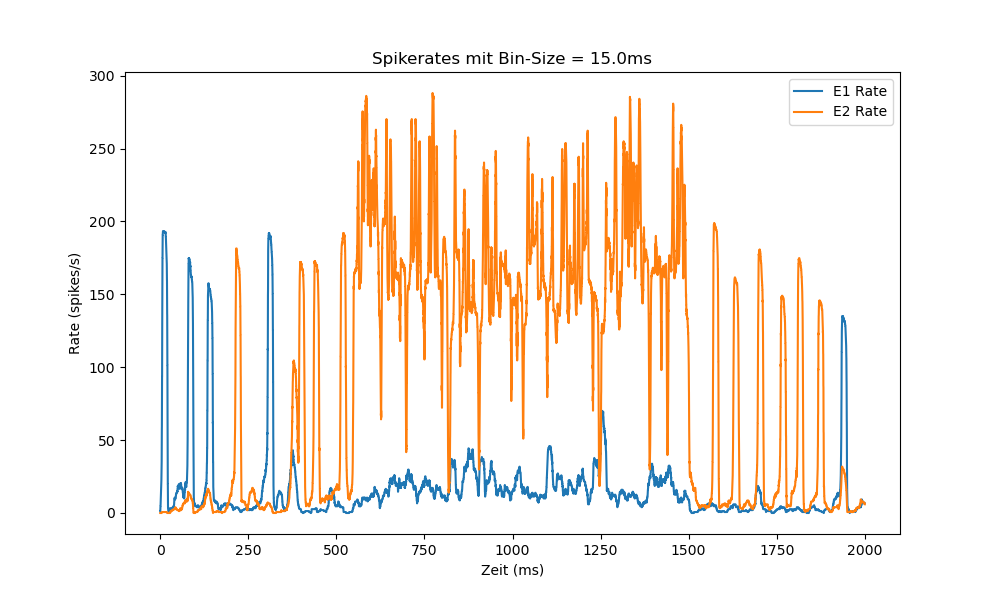 Spikerates mit Bin-Size = 15.0ms
E1 Rate
E2 Rate
Rate (spikes/s)
300
250
200
150
100
50
0
0 250 500 750 1000 1250 1500 1750 2000
Zeit (ms)